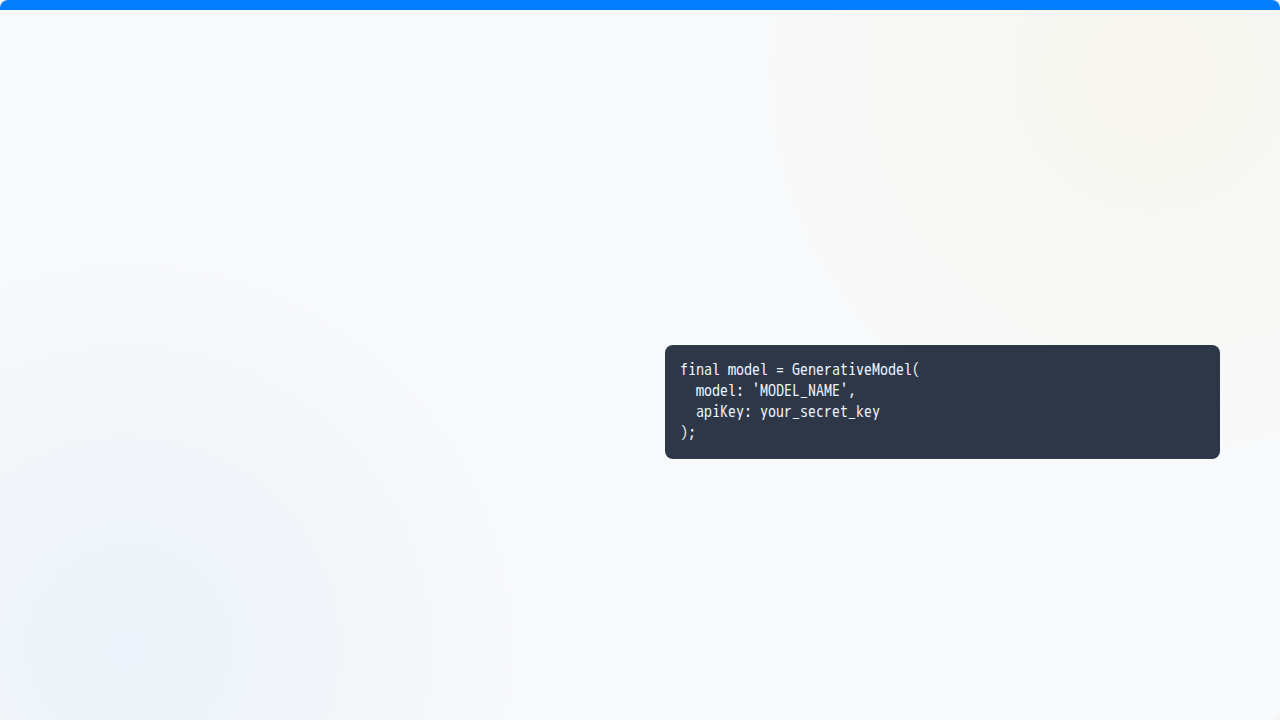 final model = GenerativeModel(
  model: 'MODEL_NAME',
  apiKey: your_secret_key
);